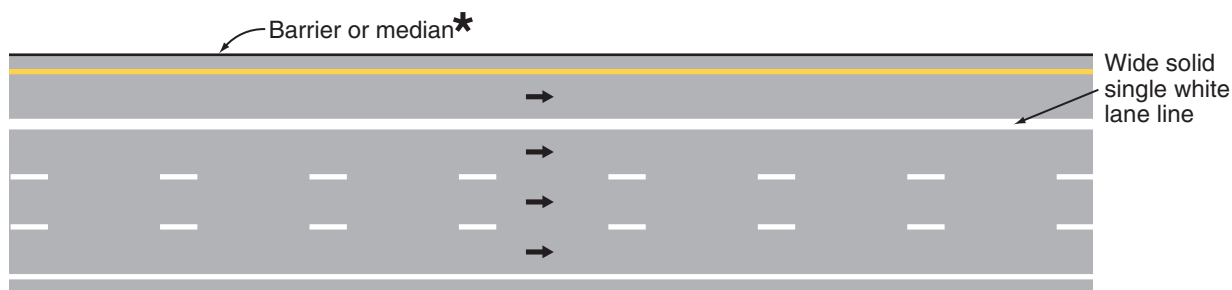 Barrier or median*
Wide solid
single white
lane line